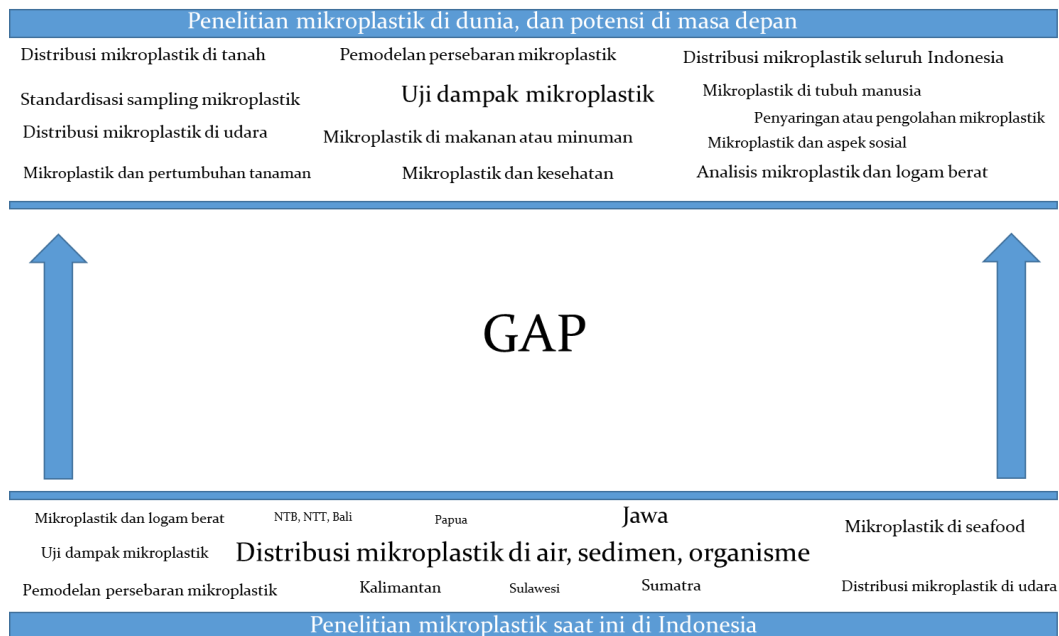 Penelitian mikroplastik di dunia, dan potensi di masa depan
Distribusi mikroplastik di tanah
Pemodelan persebaran mikroplastik
Distribusi mikroplastik seluruh Indonesia
Standardisasi sampling mikroplastik
Uji dampak mikroplastik
Mikroplastik di tubuh manusia
Penyaringan atau pengolahan mikroplastik
Distribusi mikroplastik di udara
Mikroplastik di makanan atau minuman
Mikroplastik dan aspek sosial
Mikroplastik dan pertumbuhan tanaman
Mikroplastik dan kesehatan
Analisis mikroplastik dan logam berat
GAP
Mikroplastik dan logam berat
NTB, NTT, Bali
Papua
Jawa
Mikroplastik di seafood
Uji dampak mikroplastik
Distribusi mikroplastik di air, sedimen, organisme
Pemodelan persebaran mikroplastik
Kalimantan
Sulawesi
Sumatra
Distribusi mikroplastik di udara
Penelitian mikroplastik saat ini di Indonesia